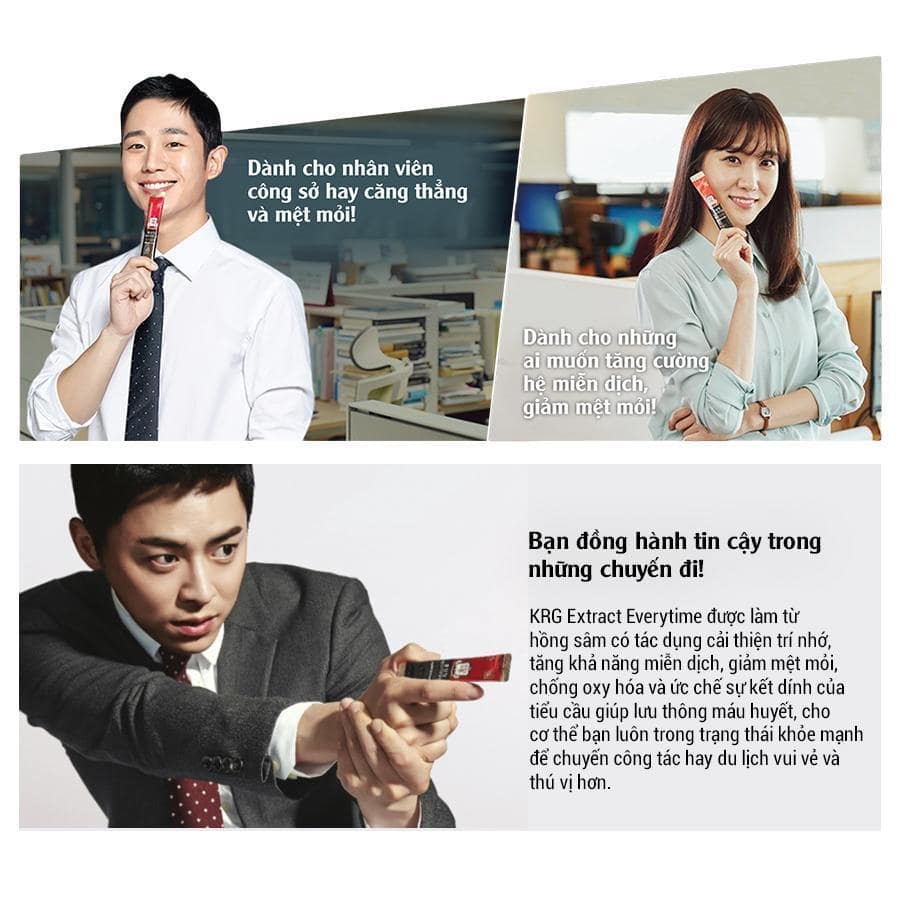 Dành cho nhân viên
công sở hay căng thẳng
và mệt mỏi!
Dành cho những
ai muốn tăng cường
hệ miễn dịch,
giảm mệt mỏi!
Bạn đồng hành tin cậy trong
những chuyến đi!
KRG Extract Everytime được làm từ
hồng sâm có tác dụng cải thiện trí nhớ,
tăng khả năng miễn dịch, giảm mệt mỏi,
chống oxy hóa và ức chế sự kết dính của
tiểu cầu giúp lưu thông máu huyết, cho
cơ thể bạn luôn trong trạng thái khỏe mạnh
để chuyến công tác hay du lịch vui vẻ và
thú vị hơn.